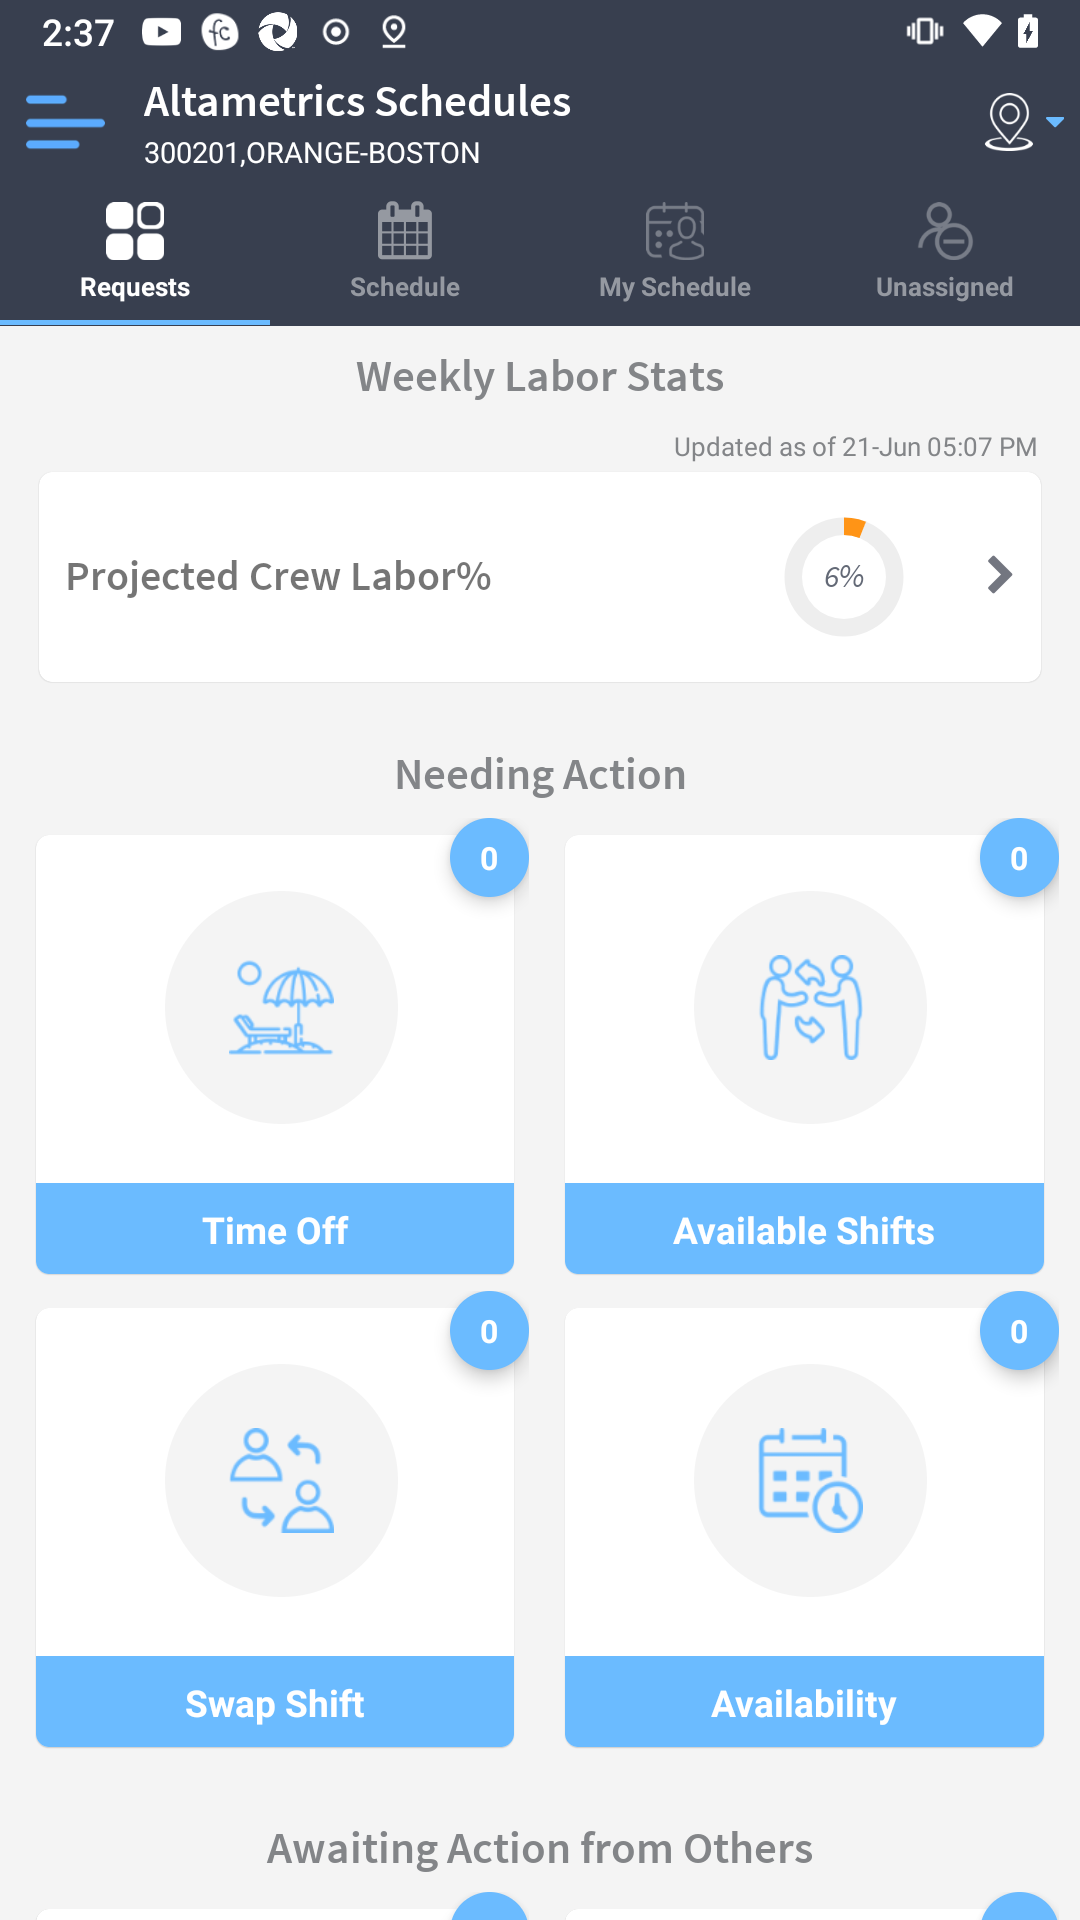 2:37
fc
Altametrics Schedules
300201,ORANGE-BOSTON
Requests
Schedule
My Schedule
Unassigned
Weekly Labor Stats
Updated as of 21-Jun 05:07 PM
Projected Crew Labor%
6%
Needing Action
0
0
Time Off
Available Shifts
0
0
Swap Shift
Availability
Awaiting Action from Others